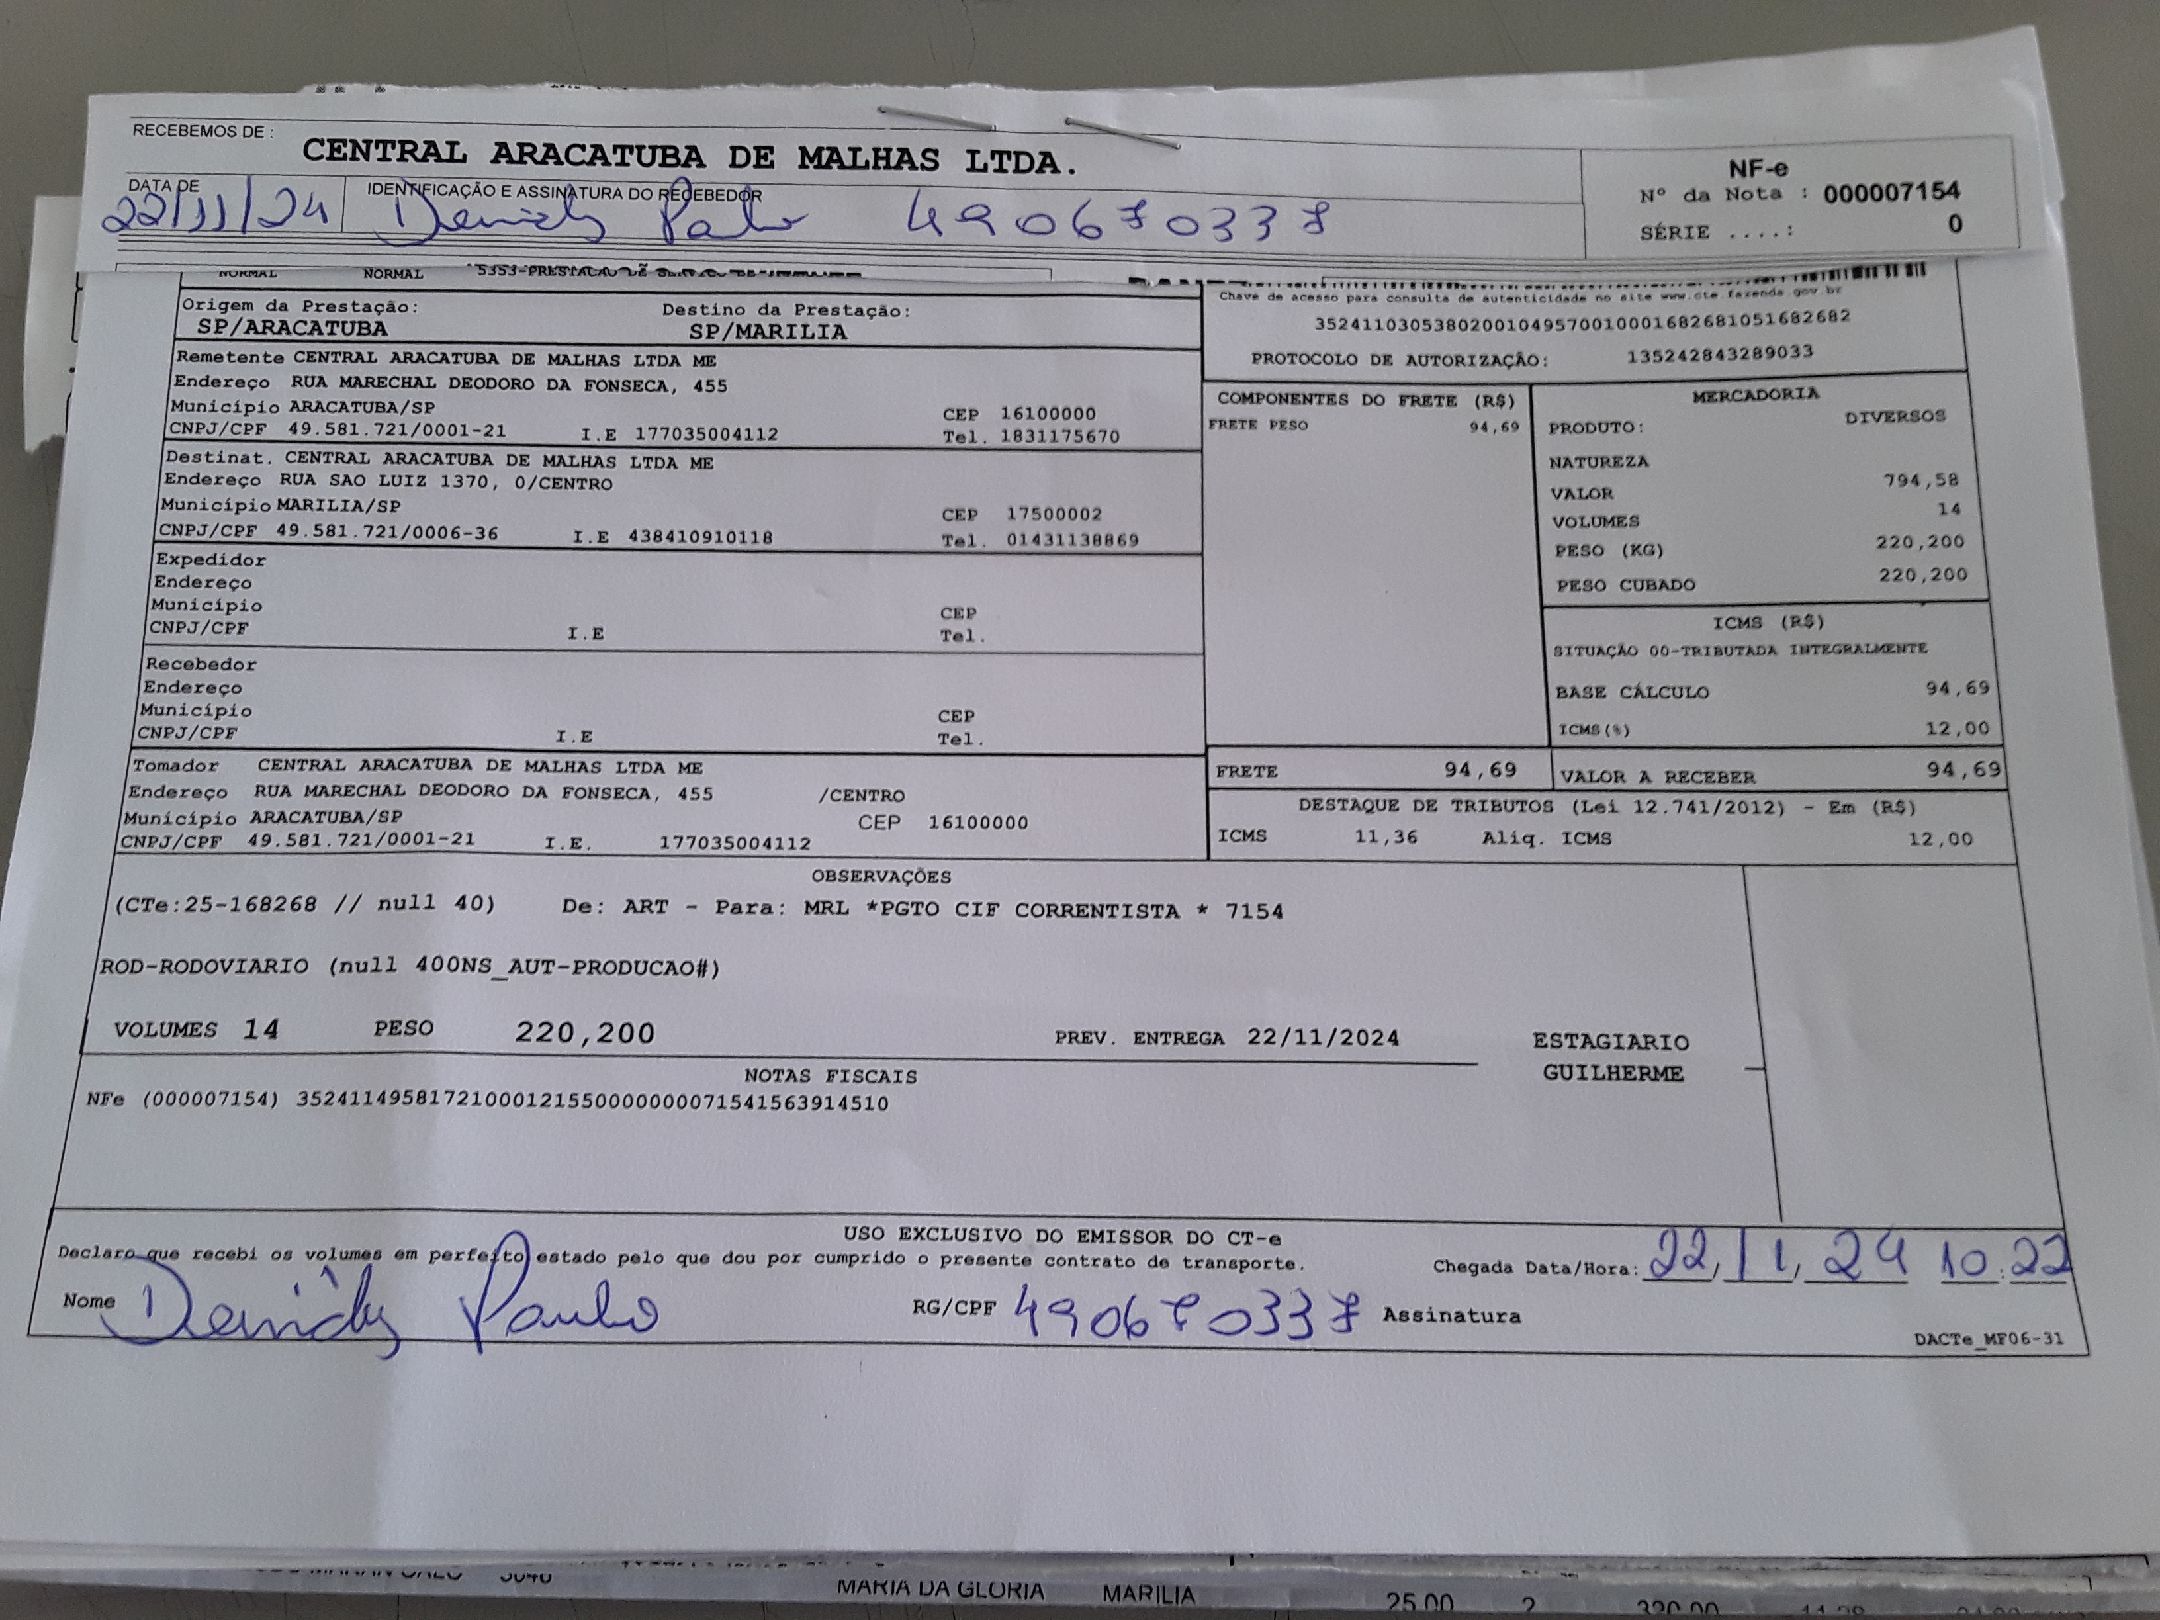 RECEBEMOS DE :
CENTRAL ARACATUBA DE MALHAS LTDA.
NF-e
Nº da Nota : 000007154
SÉRIE ....: 0
DATA DE
IDENTIFICAÇÃO E ASSINATURA DO RECEBEDOR
22/11/24 Paulo 490670337
NORMAL NORMAL 5353-PRESTACAO
Chave de acesso para consulta de autenticidade no site www.cte.fazenda.gov.br
35241103053802001049570010001682681051682682
PROTOCOLO DE AUTORIZAÇÃO: 135242843289033
Origem da Prestação: Destino da Prestação:
SP/ARACATUBA SP/MARILIA
Remetente CENTRAL ARACATUBA DE MALHAS LTDA ME
Endereço RUA MARECHAL DEODORO DA FONSECA, 455
Município ARACATUBA/SP CEP 16100000
CNPJ/CPF 49.581.721/0001-21 I.E 177035004112 Tel. 1831175670
Destinat. CENTRAL ARACATUBA DE MALHAS LTDA ME
Endereço RUA SAO LUIZ 1370, 0/CENTRO
Município MARILIA/SP CEP 17500002
CNPJ/CPF 49.581.721/0006-36 I.E 438410910118 Tel. 01431138869
Expedidor
Endereço
Município CEP
CNPJ/CPF I.E Tel.
Recebedor
Endereço
Município CEP
CNPJ/CPF I.E Tel.
Tomador CENTRAL ARACATUBA DE MALHAS LTDA ME
Endereço RUA MARECHAL DEODORO DA FONSECA, 455 /CENTRO
Município ARACATUBA/SP CEP 16100000
CNPJ/CPF 49.581.721/0001-21 I.E. 177035004112
COMPONENTES DO FRETE (R$)
FRETE PESO 94,69
MERCADORIA
PRODUTO: DIVERSOS
NATUREZA
VALOR 794,58
VOLUMES 14
PESO (KG) 220,200
PESO CUBADO 220,200
ICMS (R$)
SITUAÇÃO 00-TRIBUTADA INTEGRALMENTE
BASE CÁLCULO 94,69
ICMS(%) 12,00
FRETE 94,69 VALOR A RECEBER 94,69
DESTAQUE DE TRIBUTOS (Lei 12.741/2012) - Em (R$)
ICMS 11,36 Aliq. ICMS 12,00
OBSERVAÇÕES
(CTe:25-168268 // null 40) De: ART - Para: MRL *PGTO CIF CORRENTISTA * 7154
ROD-RODOVIARIO (null 400NS_AUT-PRODUCAO#)
VOLUMES 14 PESO 220,200 PREV. ENTREGA 22/11/2024
ESTAGIARIO
GUILHERME
NOTAS FISCAIS
NFe (000007154) 35241149581721000121550000000071541563914510
USO EXCLUSIVO DO EMISSOR DO CT-e
Declaro que recebi os volumes em perfeito estado pelo que dou por cumprido o presente contrato de transporte.
Chegada Data/Hora: 22/11/24 10:22
Nome Paulo RG/CPF 490670337 Assinatura
DACTe_MF06-31
MARIA DA GLORIA MARILIA 25,00 2 320,00